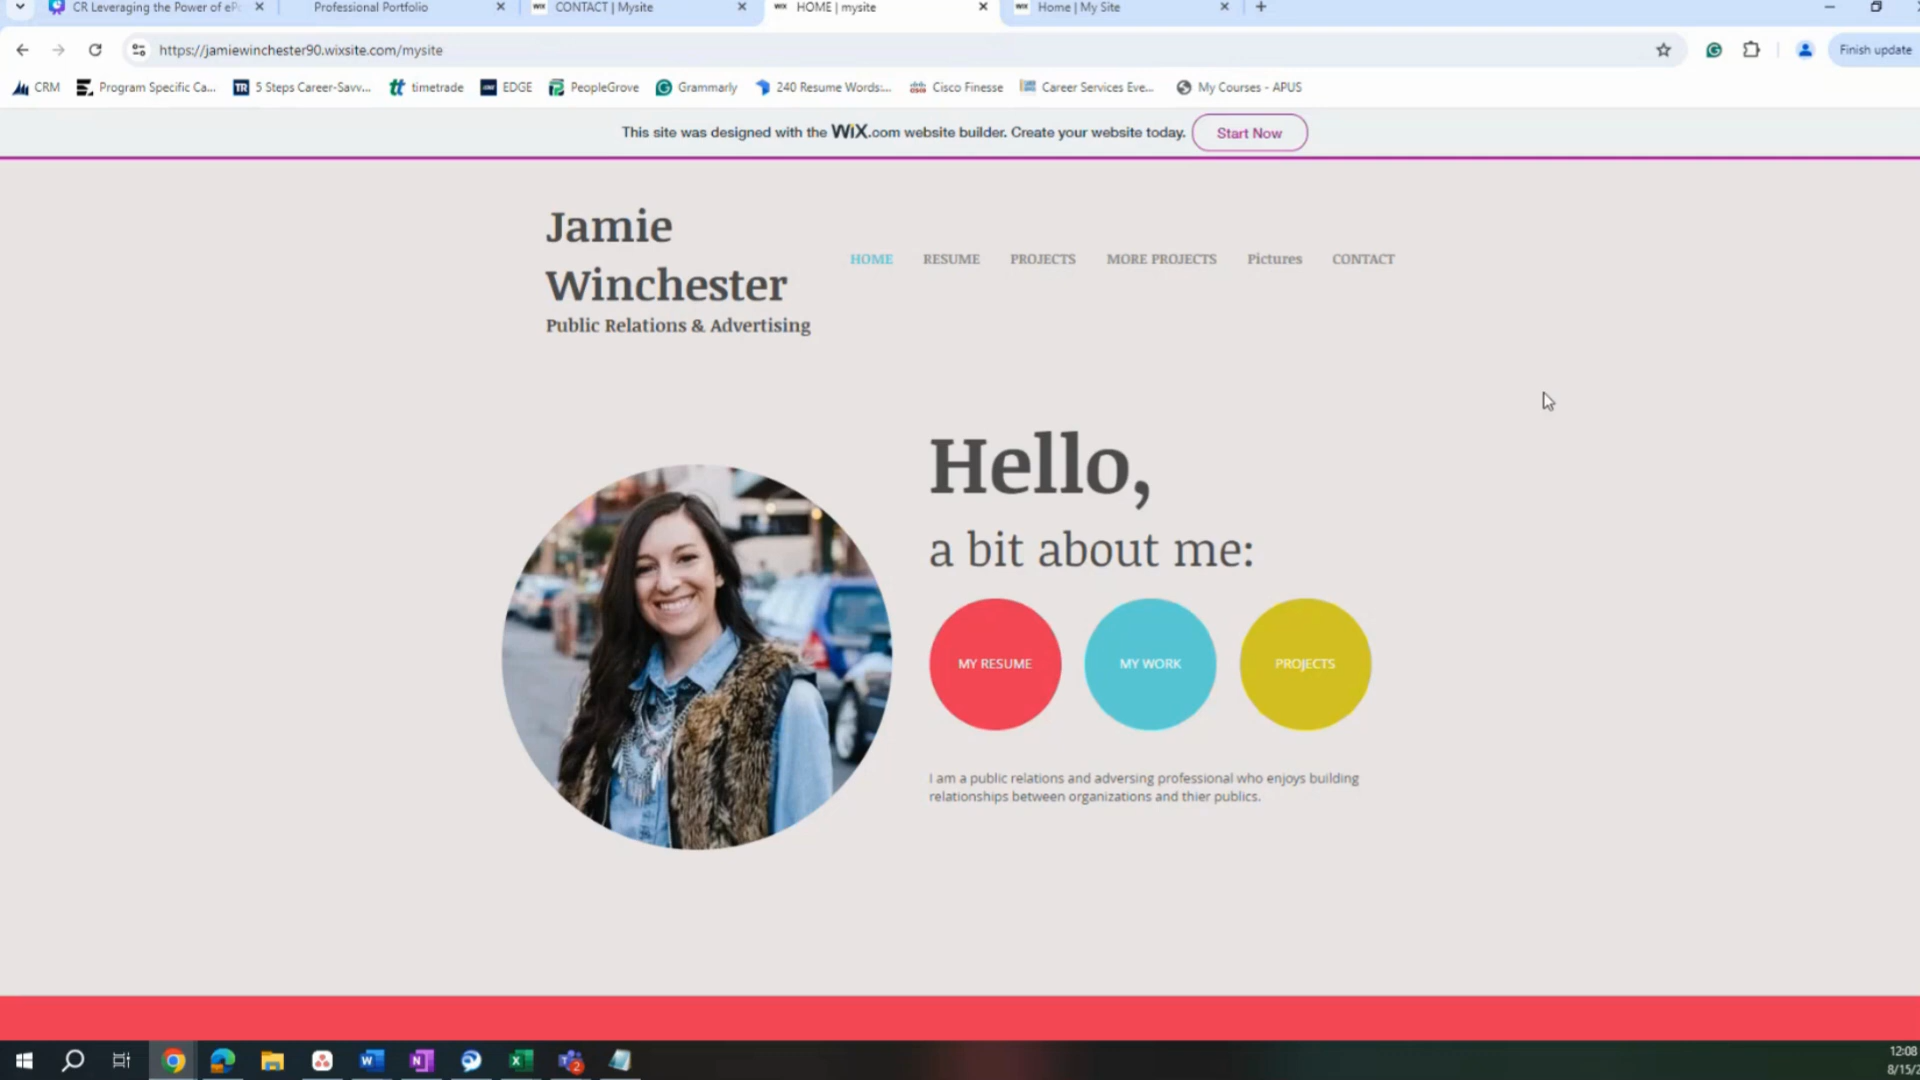 CR Leveraging the Power of eP
Professional Portfolio
CONTACT | Mysite
HOME | mysite
Home | My Site
https://jamiewinchester90.wixsite.com/mysite
Finish update
CRM
Program Specific Ca...
5 Steps Career-Savv...
timetrade
EDGE
PeopleGrove
Grammarly
240 Resume Words:...
Cisco Finesse
Career Services Eve...
My Courses - APUS
This site was designed with the WiX.com website builder. Create your website today.
Start Now
Jamie
Winchester
Public Relations & Advertising
HOME
RESUME
PROJECTS
MORE PROJECTS
Pictures
CONTACT
Hello,
a bit about me:
MY RESUME
MY WORK
PROJECTS
I am a public relations and adversing professional who enjoys building
relationships between organizations and thier publics.
12:08
8/15/2